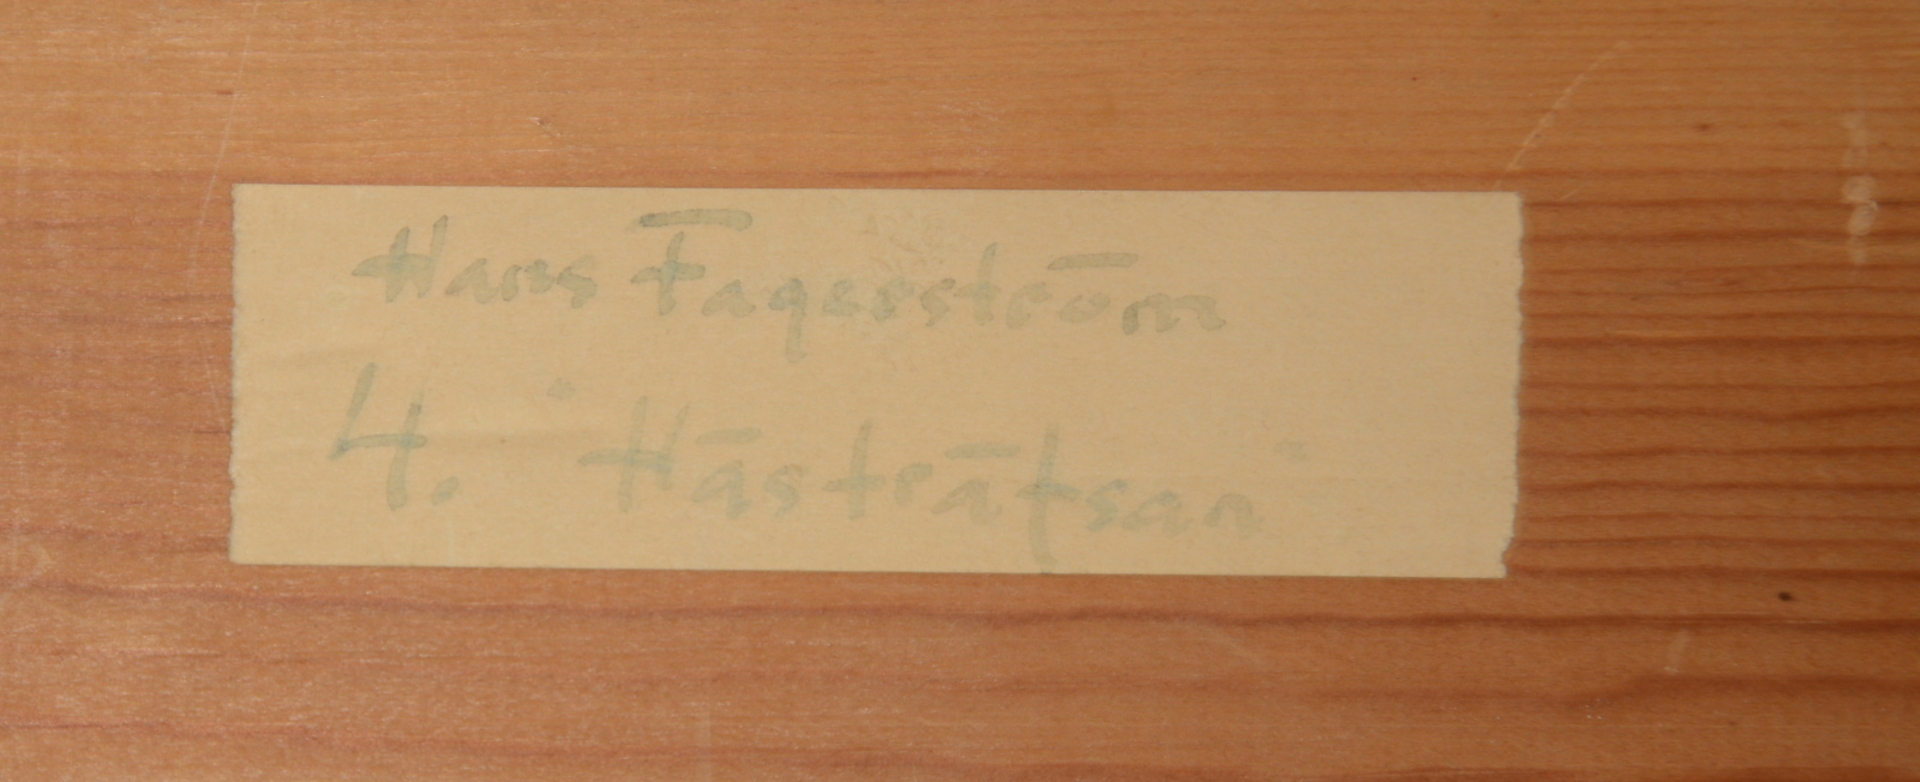 Hans Fagerström
4. "Hästräfsan"